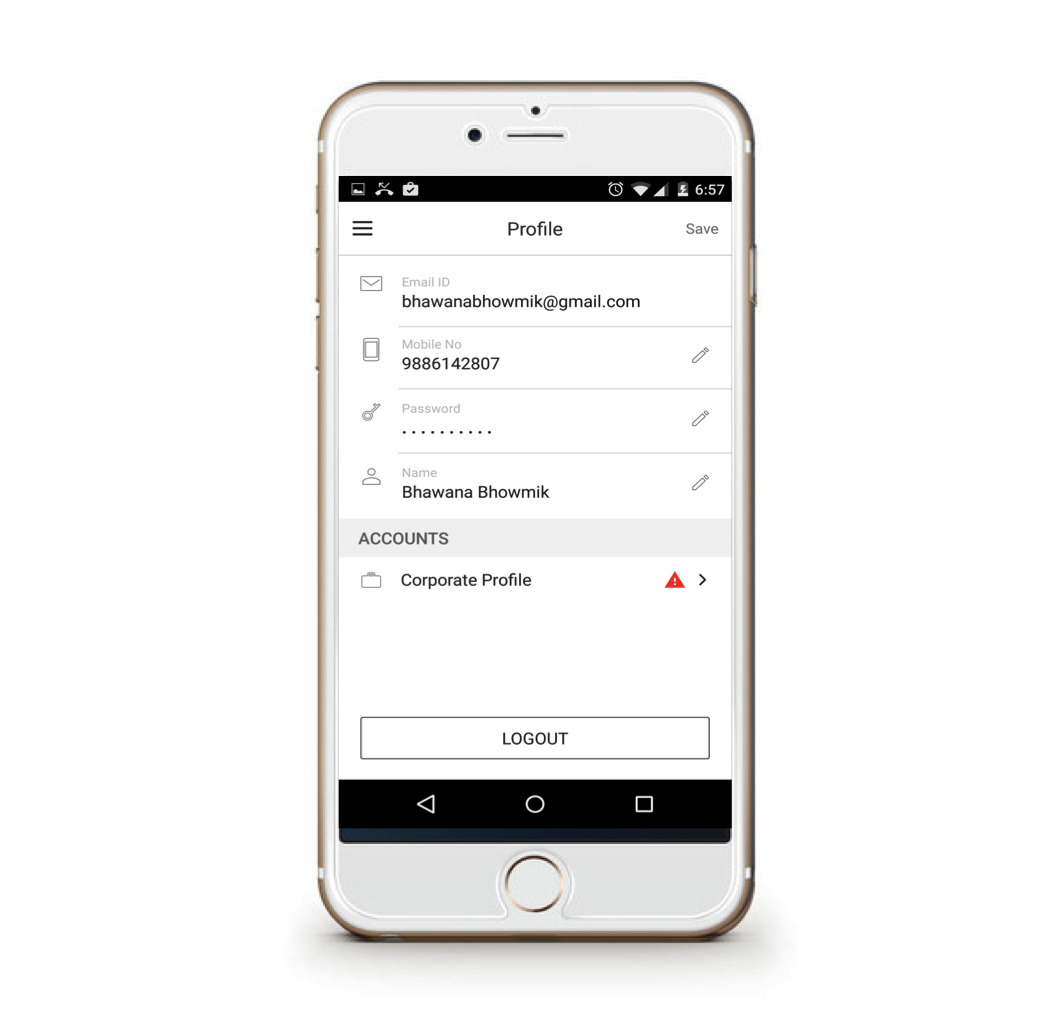 6:57
Profile
Save
Email ID
bhawanabhowmik@gmail.com
Mobile No
9886142807
Password
..........
Name
Bhawana Bhowmik
ACCOUNTS
Corporate Profile
LOGOUT